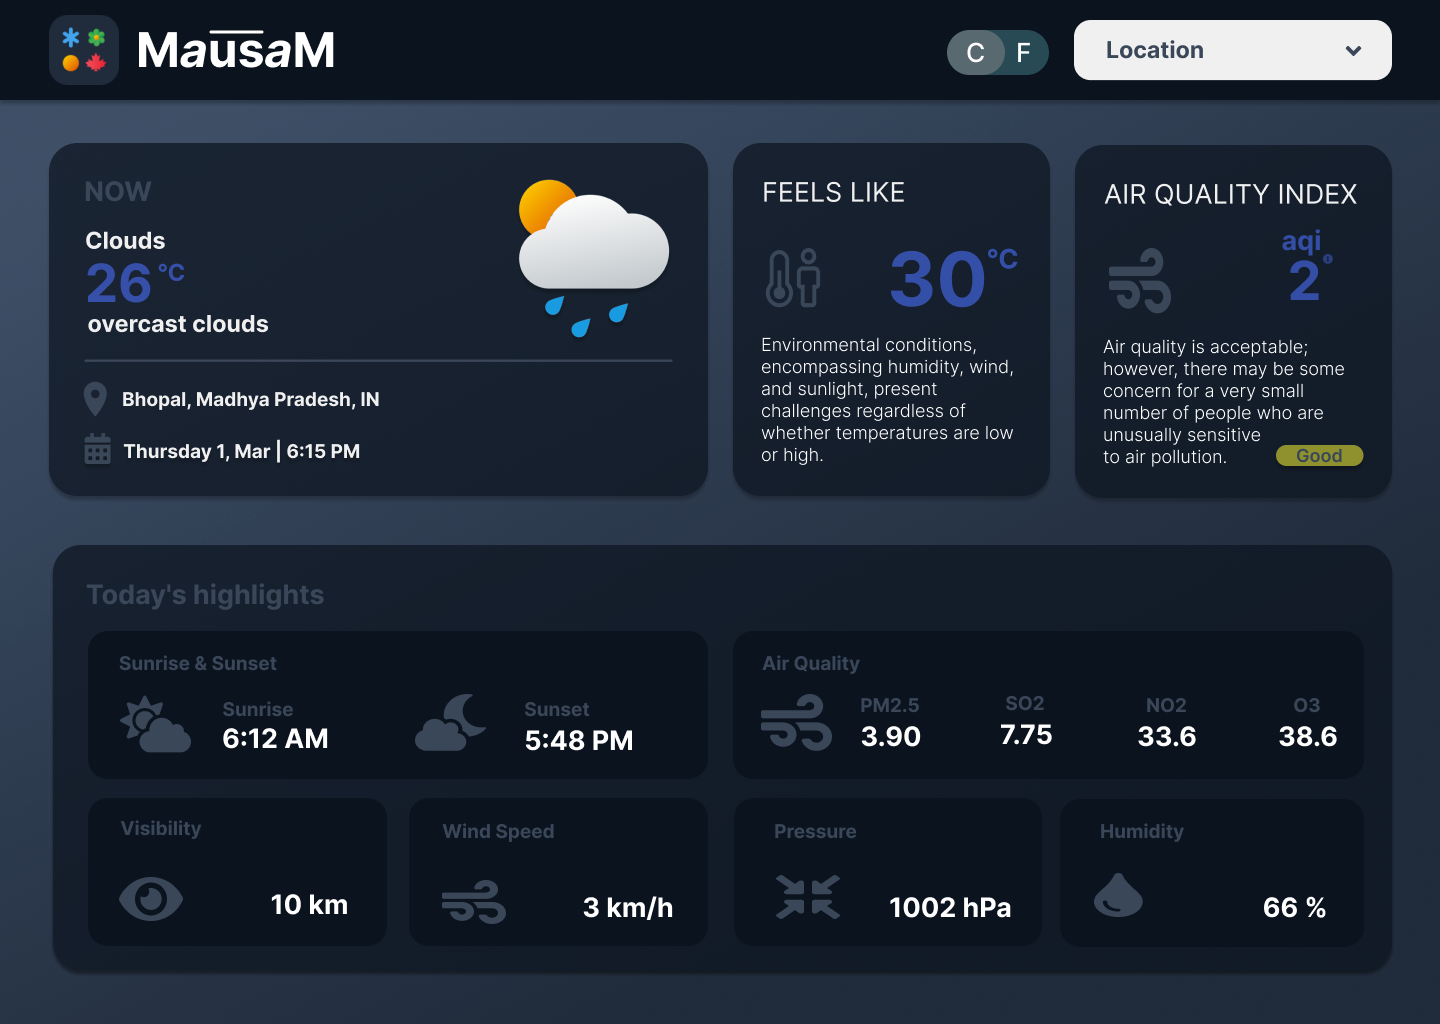 MausaM
C F
Location
NOW
Clouds
26 °C
overcast clouds
Bhopal, Madhya Pradesh, IN
Thursday 1, Mar | 6:15 PM
FEELS LIKE
30 °C
Environmental conditions,
encompassing humidity, wind,
and sunlight, present
challenges regardless of
whether temperatures are low
or high.
AIR QUALITY INDEX
aqi
2
Air quality is acceptable;
however, there may be some
concern for a very small
number of people who are
unusually sensitive
to air pollution.
Good
Today's highlights
Sunrise & Sunset
Sunrise
6:12 AM
Sunset
5:48 PM
Air Quality
PM2.5
3.90
SO2
7.75
NO2
33.6
O3
38.6
Visibility
10 km
Wind Speed
3 km/h
Pressure
1002 hPa
Humidity
66 %